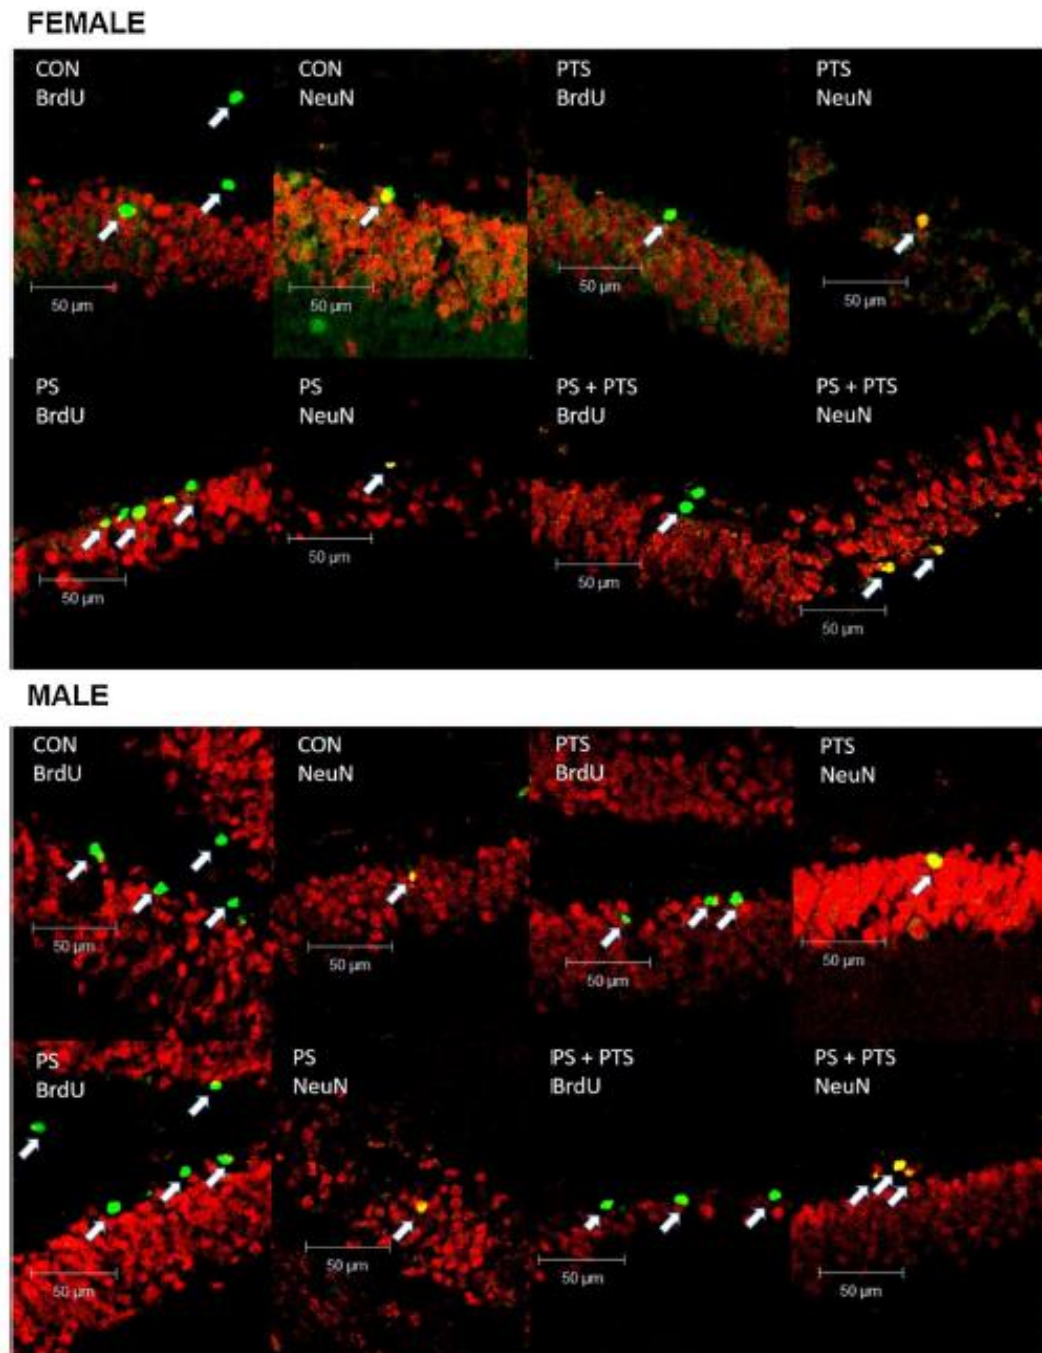 FEMALE
CON
BrdU
50 µm
CON
NeuN
50 µm
PTS
BrdU
50 µm
PTS
NeuN
50 µm
PS
BrdU
50 µm
PS
NeuN
50 µm
PS + PTS
BrdU
50 µm
PS + PTS
NeuN
50 µm
MALE
CON
BrdU
50 µm
CON
NeuN
50 µm
PTS
BrdU
50 µm
PTS
NeuN
50 µm
PS
BrdU
50 µm
PS
NeuN
50 µm
PS + PTS
BrdU
50 µm
PS + PTS
NeuN
50 µm